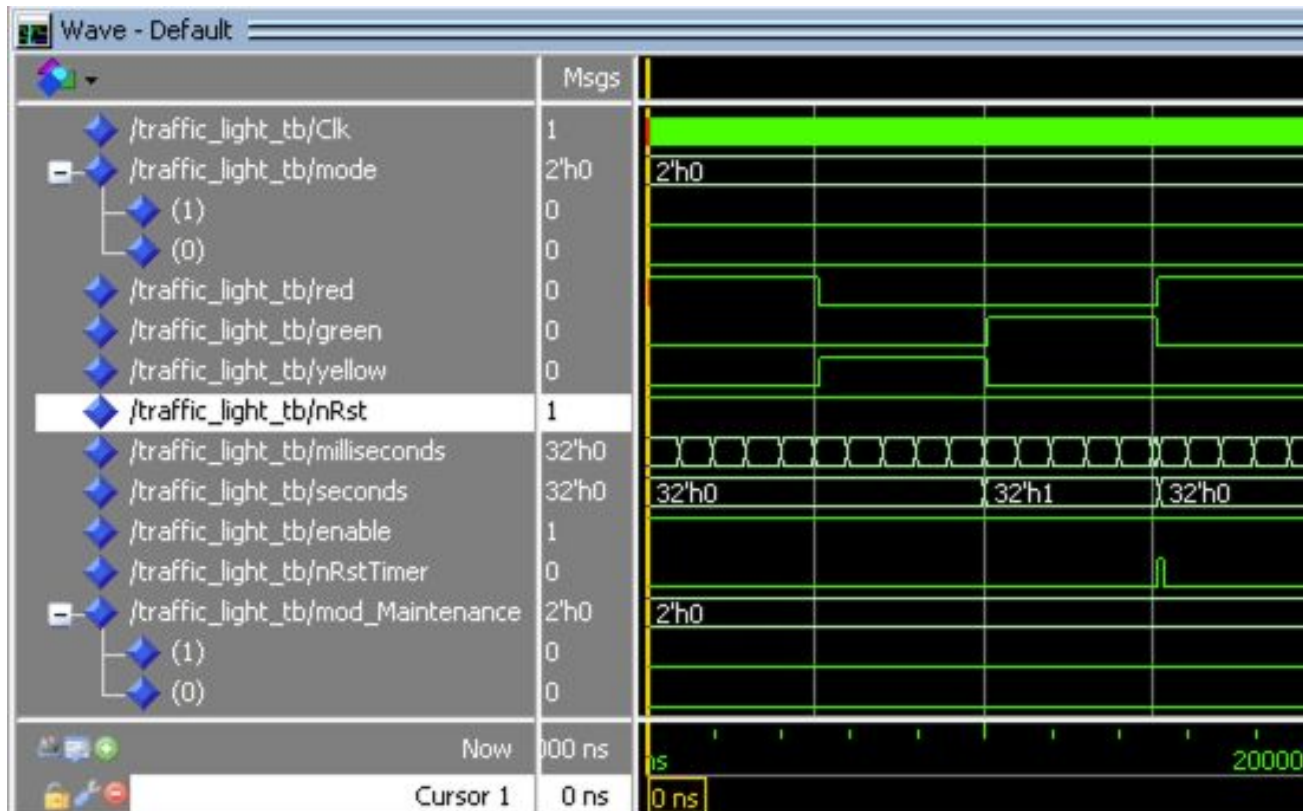 Wave - Default
Msgs
/traffic_light_tb/Clk 1
/traffic_light_tb/mode 2'h0 2'h0
(1) 0
(0) 0
/traffic_light_tb/red 0
/traffic_light_tb/green 0
/traffic_light_tb/yellow 0
/traffic_light_tb/nRst 1
/traffic_light_tb/milliseconds 32'h0
/traffic_light_tb/seconds 32'h0 32'h0 32'h1 32'h0
/traffic_light_tb/enable 1
/traffic_light_tb/nRstTimer 0
/traffic_light_tb/mod_Maintenance 2'h0 2'h0
(1) 0
(0) 0
Now 000 ns ns 20000
Cursor 1 0 ns 0 ns